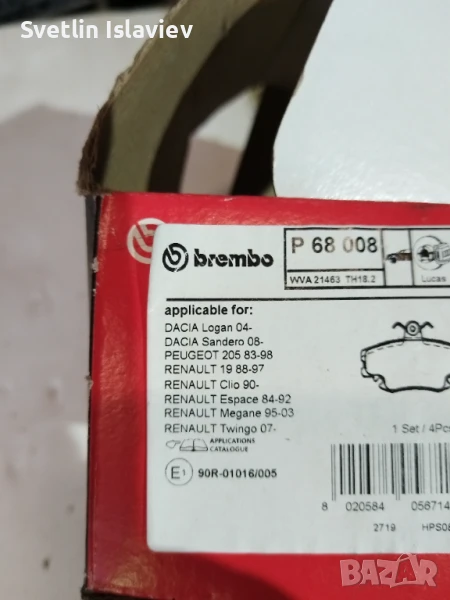 Svetlin Islaviev
brembo
P 68 008
WVA 21463 TH18.2
Lucas
applicable for:
DACIA Logan 04-
DACIA Sandero 08-
PEUGEOT 205 83-98
RENAULT 19 88-97
RENAULT Clio 90-
RENAULT Espace 84-92
RENAULT Megane 95-03
RENAULT Twingo 07-
APPLICATIONS
CATALOGUE
1 Set / 4Pcs
E1 90R-01016/005
8 020584 056714
2719 HPS08
BAZAR